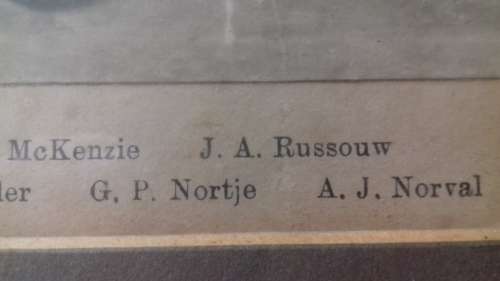 McKenzie J. A. Russouw
G. P. Nortje A. J. Norval